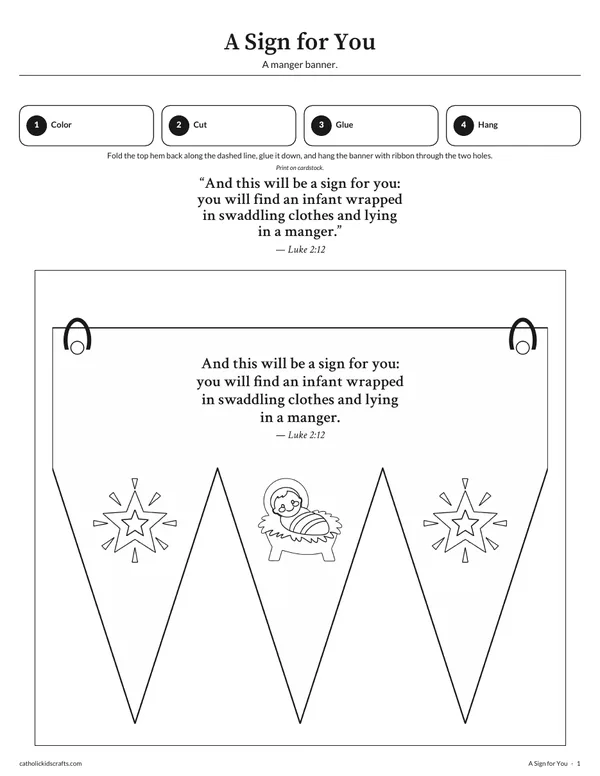 A Sign for You
A manger banner.
1 Color
2 Cut
3 Glue
4 Hang
Fold the top hem back along the dashed line, glue it down, and hang the banner with ribbon through the two holes.
Print on cardstock.
“And this will be a sign for you:
you will find an infant wrapped
in swaddling clothes and lying
in a manger.”
— Luke 2:12
And this will be a sign for you:
you will find an infant wrapped
in swaddling clothes and lying
in a manger.
— Luke 2:12
catholickidscrafts.com
A Sign for You · 1